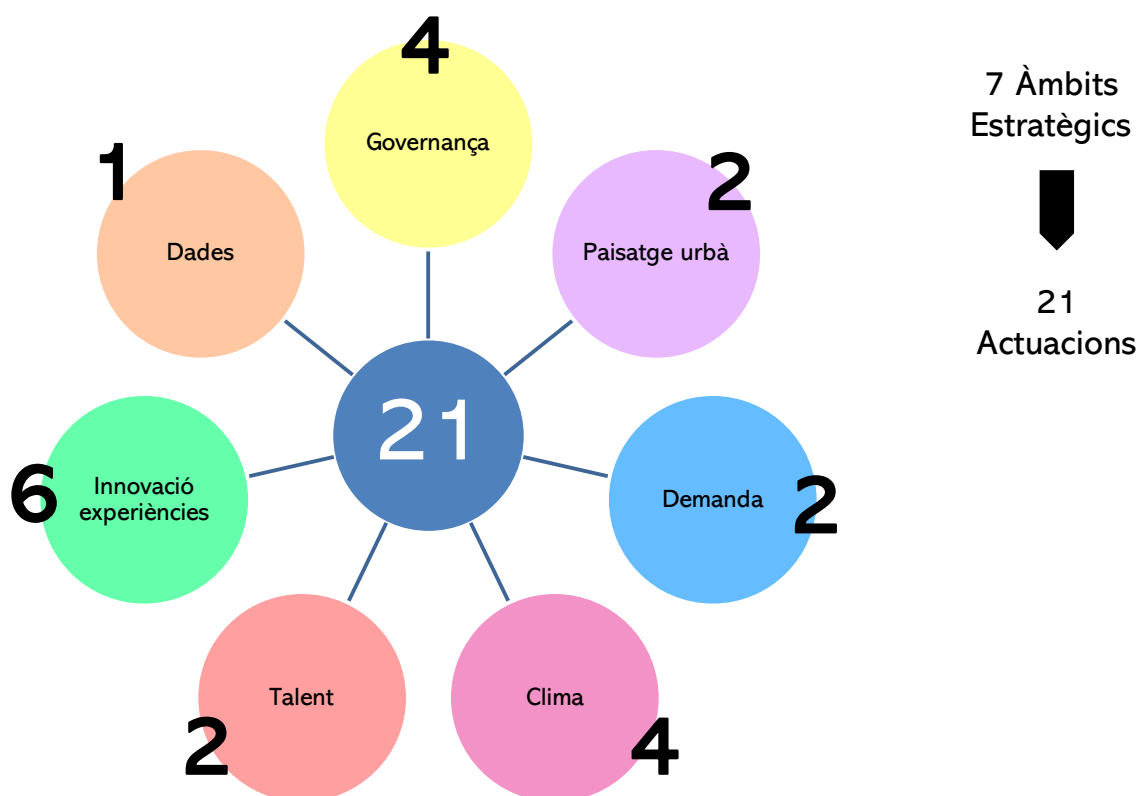 4
Governança
1
Dades
2
Paisatge urbà
21
6
Innovació
experiències
Demanda
2
Talent
2
Clima
4
7 Àmbits
Estratègics
21
Actuacions